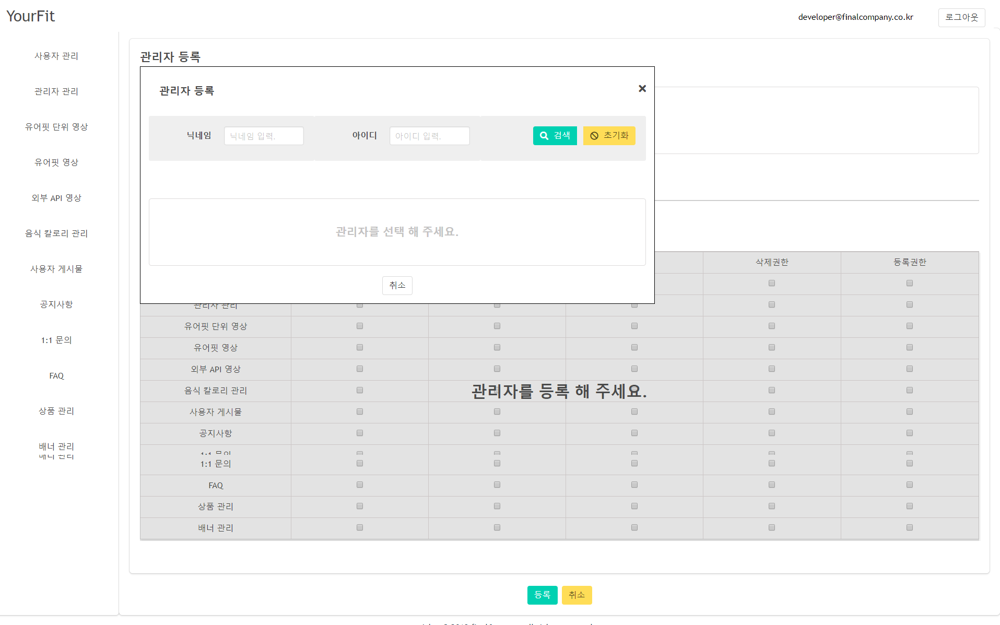 YourFit
developer@finalcompany.co.kr
로그아웃
사용자 관리
관리자 관리
유어핏 단위 영상
유어핏 영상
외부 API 영상
음식 칼로리 관리
사용자 게시물
공지사항
1:1 문의
FAQ
상품 관리
배너 관리
배너 관리
관리자 등록
관리자 등록
닉네임
닉네임 입력.
아이디
아이디 입력.
검색
초기화
관리자를 선택 해 주세요.
취소
삭제권한
등록권한
관리자 관리
유어핏 단위 영상
유어핏 영상
외부 API 영상
음식 칼로리 관리
관리자를 등록 해 주세요.
사용자 게시물
공지사항
1:1 문의
1:1 문의
FAQ
상품 관리
배너 관리
등록
취소